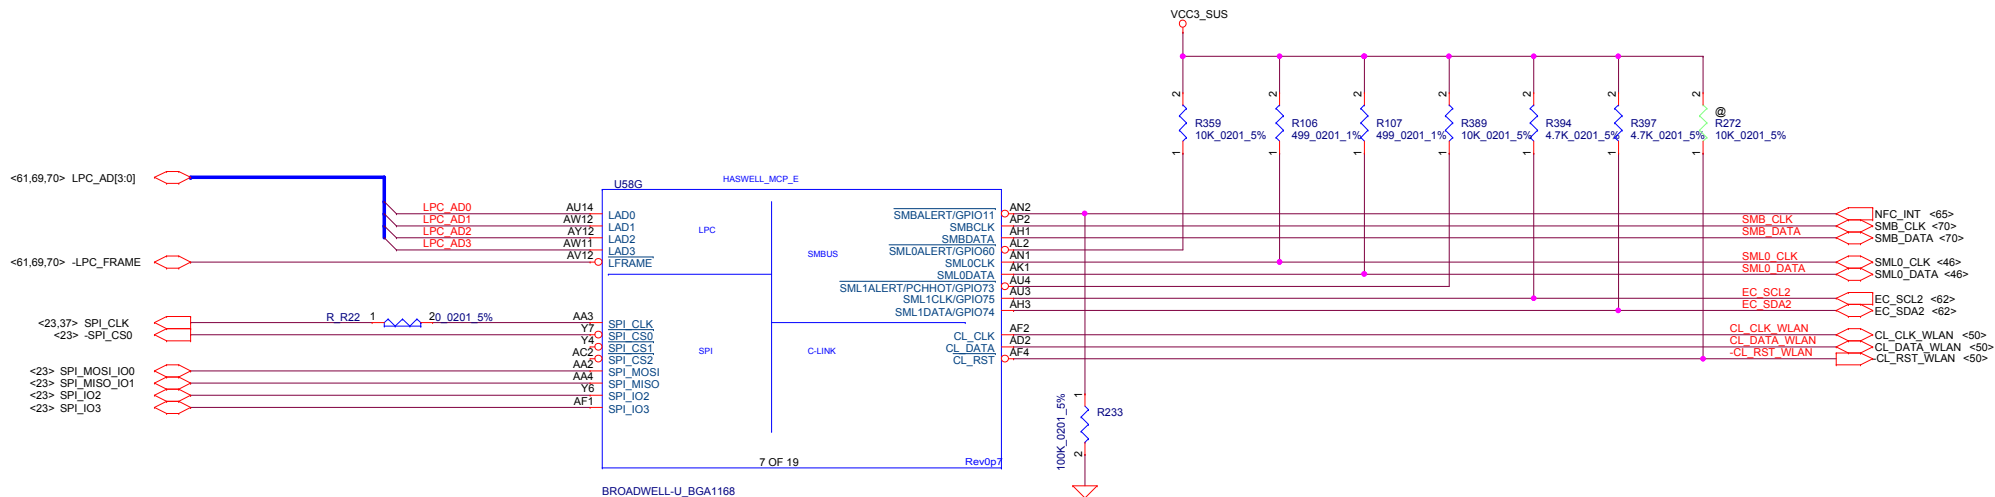 VCC3_SUS
2 2 2 2 2 2 2
@
R359 R106 R107 R389 R394 R397 R272
10K_0201_5% 499_0201_1% 499_0201_1% 10K_0201_5% 4.7K_0201_5% 4.7K_0201_5% 10K_0201_5%
1 1 1 1 1 1 1
<61,69,70> LPC_AD[3:0]
U58G HASWELL_MCP_E
LPC_AD0 AU14 LAD0 SMBALERT/GPIO11 AN2 NFC_INT <65>
LPC_AD1 AW12 LAD1 SMBCLK AP2 SMB_CLK SMB_CLK <70>
LPC_AD2 AY12 LAD2 LPC SMBDATA AH1 SMB_DATA SMB_DATA <70>
LPC_AD3 AW11 LAD3 SMBUS SML0ALERT/GPIO60 AL2
<61,69,70> -LPC_FRAME AV12 LFRAME SML0CLK AN1 SML0_CLK SML0_CLK <46>
SML0DATA AK1 SML0_DATA SML0_DATA <46>
SML1ALERT/PCHHOT/GPIO73 AU4
SML1CLK/GPIO75 AU3 EC_SCL2 EC_SCL2 <62>
SML1DATA/GPIO74 AH3 EC_SDA2 EC_SDA2 <62>
<23,37> SPI_CLK R_R22 1 2 0_0201_5% AA3 SPI_CLK
<23> -SPI_CS0 Y7 SPI_CS0 CL_CLK AF2 CL_CLK_WLAN CL_CLK_WLAN <50>
Y4 SPI_CS1 SPI C-LINK CL_DATA AD2 CL_DATA_WLAN CL_DATA_WLAN <50>
AC2 SPI_CS2 CL_RST AF4 -CL_RST_WLAN -CL_RST_WLAN <50>
<23> SPI_MOSI_IO0 AA2 SPI_MOSI
<23> SPI_MISO_IO1 AA4 SPI_MISO
<23> SPI_IO2 Y6 SPI_IO2
<23> SPI_IO3 AF1 SPI_IO3
1
R233
100K_0201_5%
2
7 OF 19 Rev0p7
BROADWELL-U_BGA1168